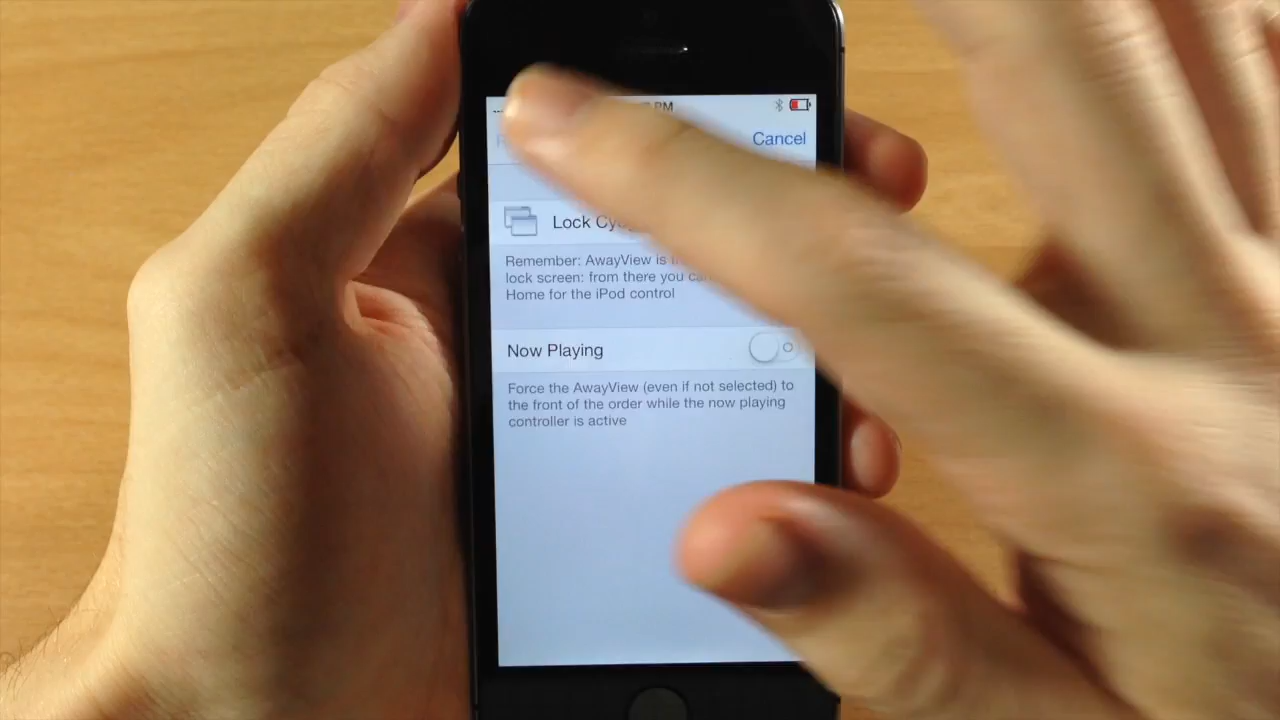 PM
Cancel
Lock
Remember: AwayView is
lock screen: from there you can
Home for the iPod control
Now Playing
Force the AwayView (even if not selected) to
the front of the order while the now playing
controller is active